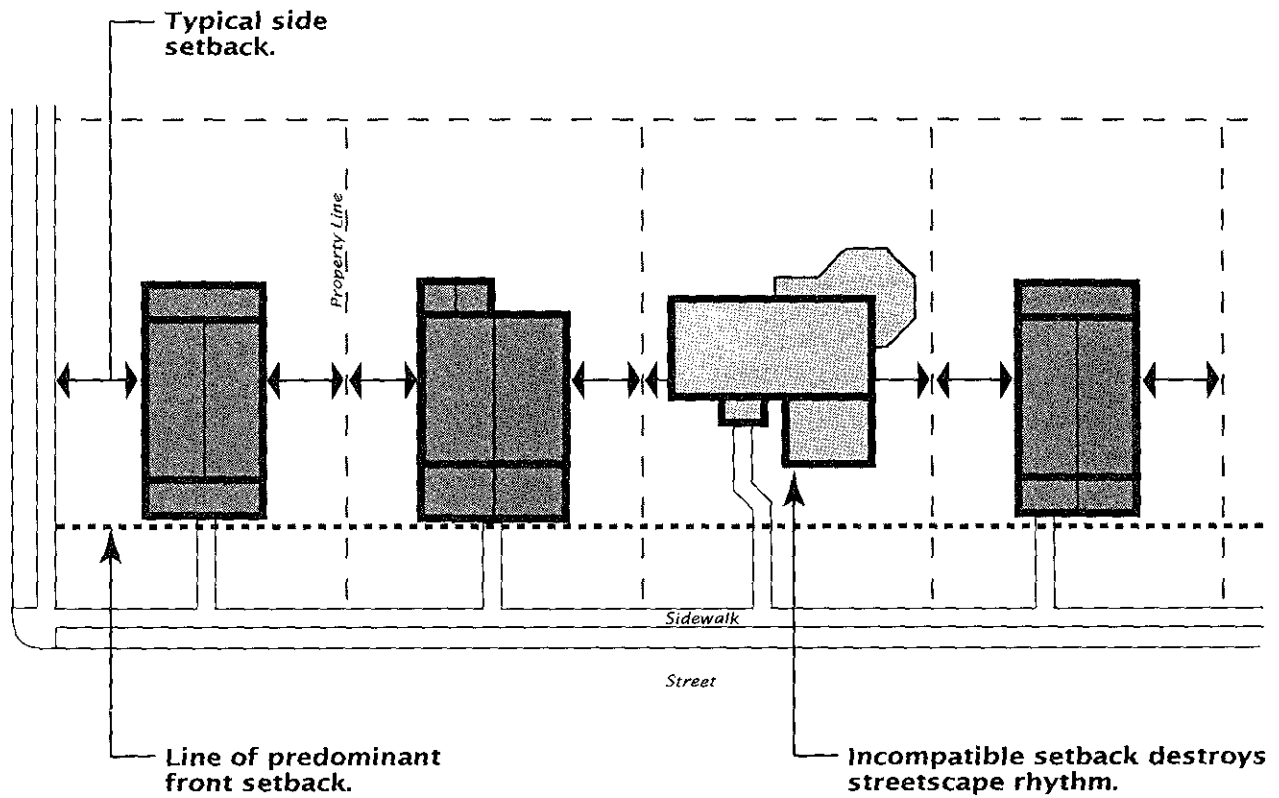 Typical side
setback.
Property Line
Sidewalk
Street
Line of predominant
front setback.
Incompatible setback destroys
streetscape rhythm.